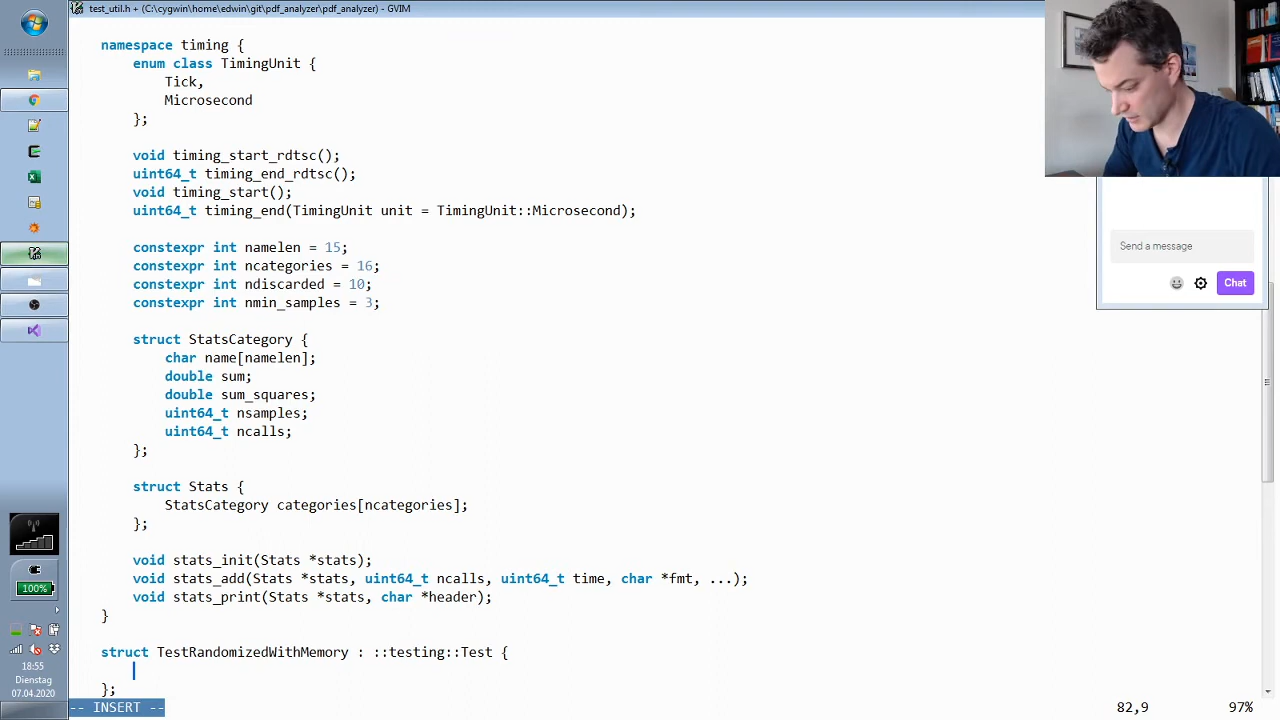 test_util.h + (C:\cygwin\home\edwin\git\pdf_analyzer\pdf_analyzer) - GVIM
namespace timing {
enum class TimingUnit {
Tick,
Microsecond
};
void timing_start_rdtsc();
uint64_t timing_end_rdtsc();
void timing_start();
uint64_t timing_end(TimingUnit unit = TimingUnit::Microsecond);
constexpr int namelen = 15;
constexpr int ncategories = 16;
constexpr int ndiscarded = 10;
constexpr int nmin_samples = 3;
struct StatsCategory {
char name[namelen];
double sum;
double sum_squares;
uint64_t nsamples;
uint64_t ncalls;
};
struct Stats {
StatsCategory categories[ncategories];
};
void stats_init(Stats *stats);
void stats_add(Stats *stats, uint64_t ncalls, uint64_t time, char *fmt, ...);
void stats_print(Stats *stats, char *header);
}
struct TestRandomizedWithMemory : ::testing::Test {
};
-- INSERT --
82,9
97%
Send a message
Chat
100%
18:55
Dienstag
07.04.2020